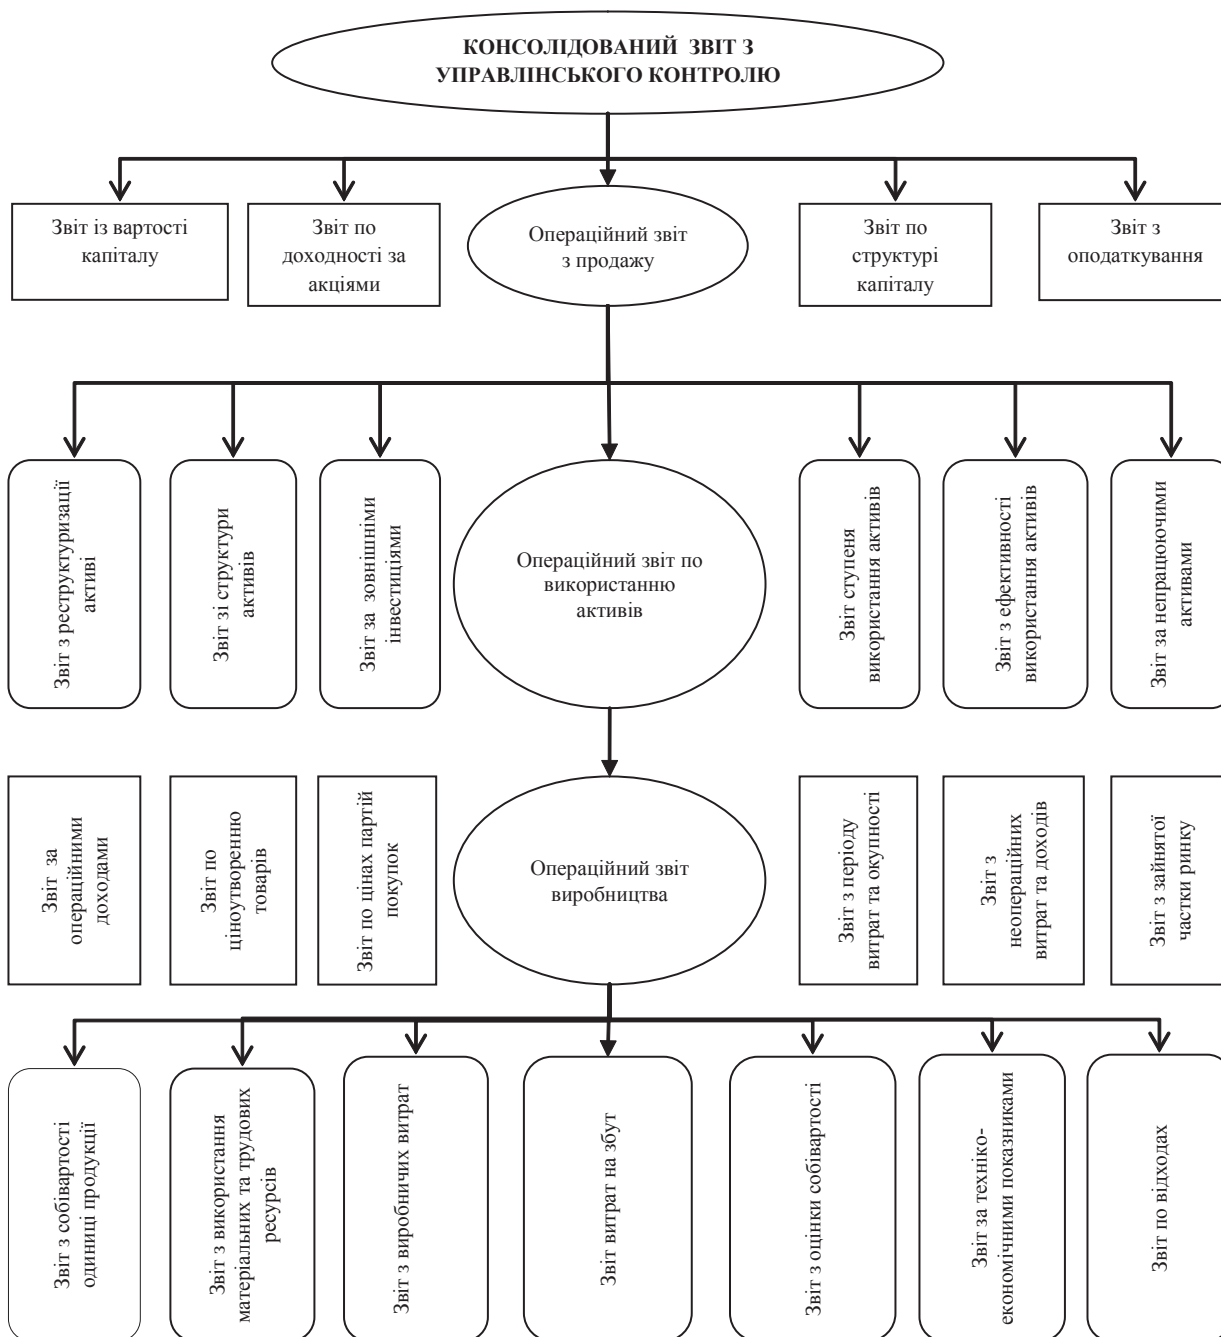 КОНСОЛІДОВАНИЙ ЗВІТ З
УПРАВЛІНСЬКОГО КОНТРОЛЮ
Звіт із вартості
капіталу
Звіт по
доходності за
акціями
Операційний звіт
з продажу
Звіт по
структурі
капіталу
Звіт з
оподаткування
Звіт з реструктуризації
активі
Звіт зі структури
активів
Звіт за зовнішніми
інвестиціями
Операційний звіт по
використанню
активів
Звіт ступеня
використання активів
Звіт з ефективності
використання активів
Звіт за непрацюючими
активами
Звіт за
операційними
доходами
Звіт по
ціноутворенню
товарів
Звіт по цінах партій
покупок
Операційний звіт
виробництва
Звіт з періоду
витрат та окупності
Звіт з
неопераційних
витрат та доходів
Звіт з зайнятої
частки ринку
Звіт з собівартості
одиниці продукції
Звіт з використання
матеріальних та трудових
ресурсів
Звіт з виробничих витрат
Звіт витрат на збут
Звіт з оцінки собівартості
Звіт за техніко-
економічними показниками
Звіт по відходах